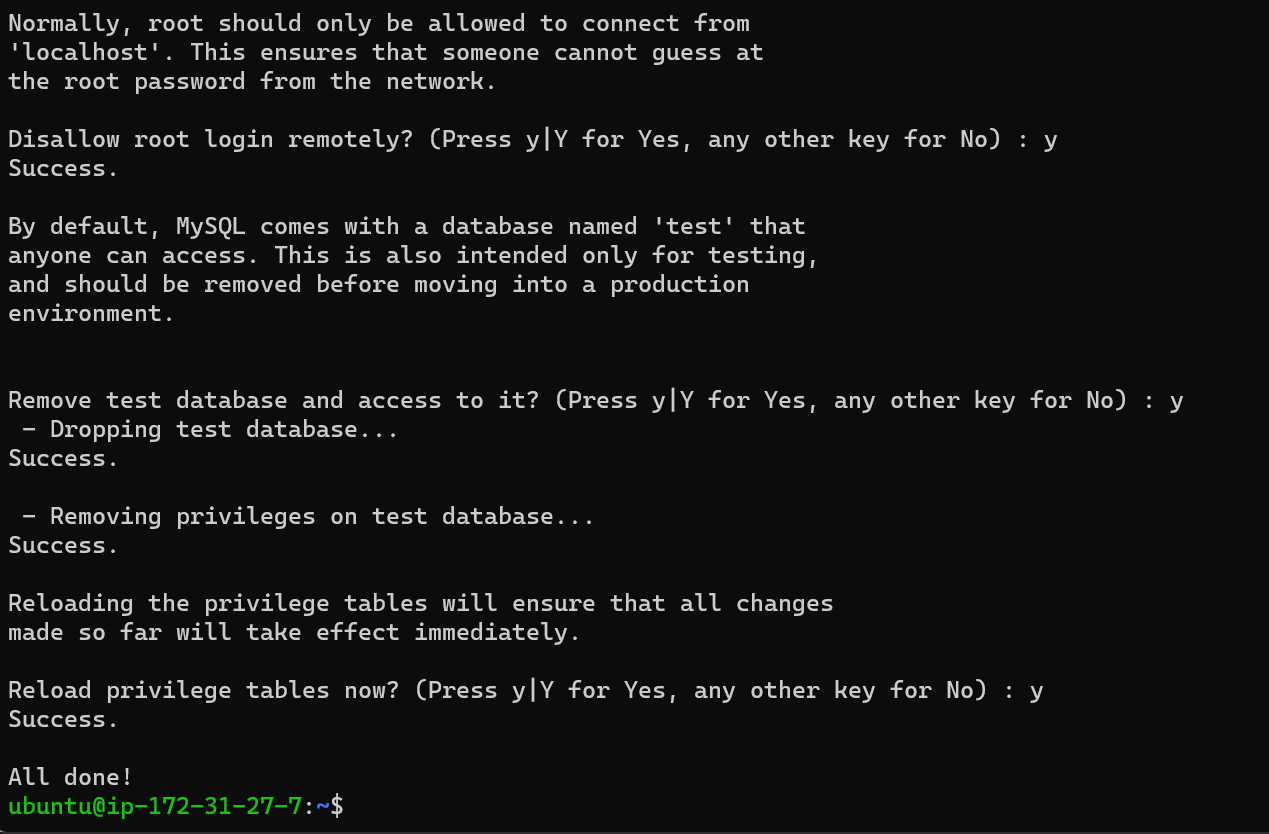 Normally, root should only be allowed to connect from
'localhost'. This ensures that someone cannot guess at
the root password from the network.
Disallow root login remotely? (Press y|Y for Yes, any other key for No) : y
Success.
By default, MySQL comes with a database named 'test' that
anyone can access. This is also intended only for testing,
and should be removed before moving into a production
environment.
Remove test database and access to it? (Press y|Y for Yes, any other key for No) : y
 - Dropping test database...
Success.
 - Removing privileges on test database...
Success.
Reloading the privilege tables will ensure that all changes
made so far will take effect immediately.
Reload privilege tables now? (Press y|Y for Yes, any other key for No) : y
Success.
All done!
ubuntu@ip-172-31-27-7:~$